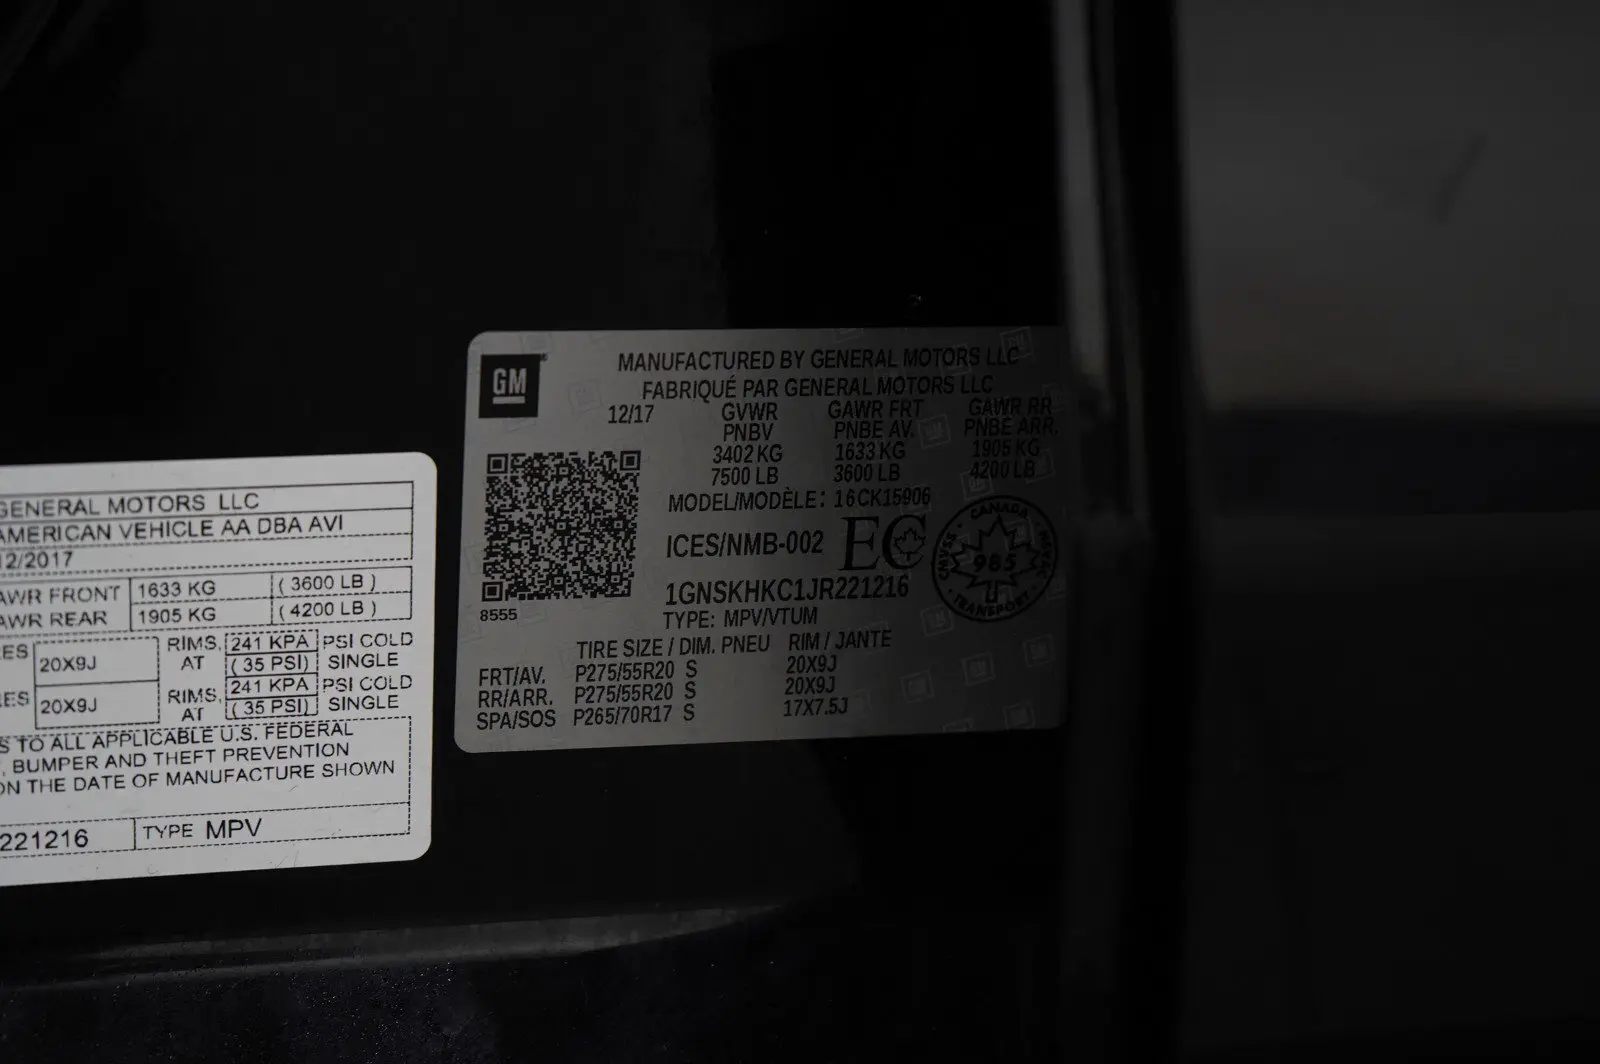 GENERAL MOTORS LLC
AMERICAN VEHICLE AA DBA AVI
12/2017
AWR FRONT 1633 KG ( 3600 LB )
AWR REAR 1905 KG ( 4200 LB )
ES 20X9J RIMS, AT 241 KPA ( 35 PSI) PSI COLD SINGLE
ES 20X9J RIMS, AT 241 KPA ( 35 PSI) PSI COLD SINGLE
S TO ALL APPLICABLE U.S. FEDERAL
, BUMPER AND THEFT PREVENTION
ON THE DATE OF MANUFACTURE SHOWN
221216 TYPE MPV
GM
MANUFACTURED BY GENERAL MOTORS LLC
FABRIQUÉ PAR GENERAL MOTORS LLC
12/17 GVWR GAWR FRT GAWR RR
PNBV PNBE AV. PNBE ARR.
3402 KG 1633 KG 1905 KG
7500 LB 3600 LB 4200 LB
MODEL/MODÈLE: 16CK15906
ICES/NMB-002 EC
CANADA
985
TRANSPORT
1GNSKHKC1JR221216
8555
TYPE: MPV/VTUM
TIRE SIZE / DIM. PNEU RIM / JANTE
FRT/AV. P275/55R20 S 20X9J
RR/ARR. P275/55R20 S 20X9J
SPA/SOS P265/70R17 S 17X7.5J